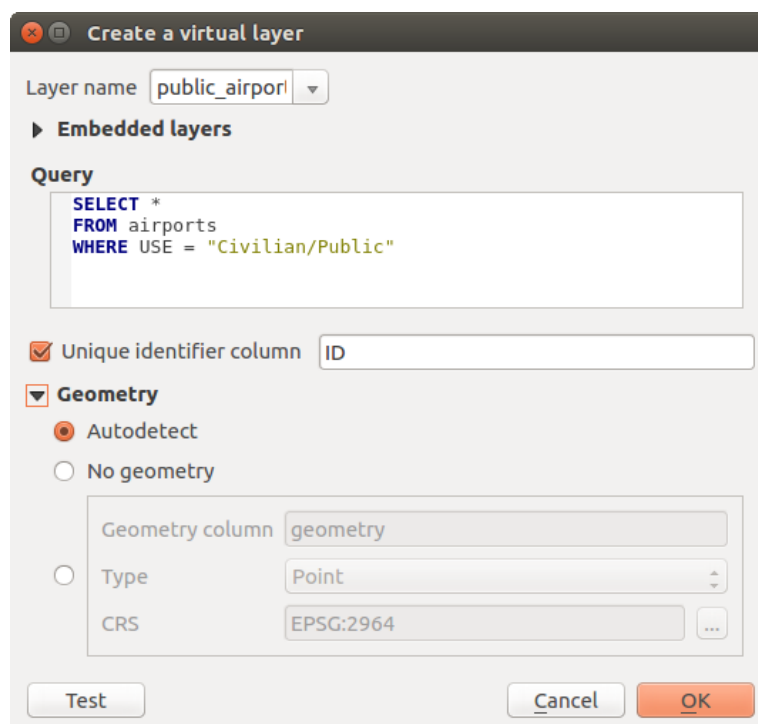 Create a virtual layer
Layer name public_airport
Embedded layers
Query
SELECT *
FROM airports
WHERE USE = "Civilian/Public"
Unique identifier column ID
Geometry
Autodetect
No geometry
Geometry column geometry
Type Point
CRS EPSG:2964 ...
Test Cancel OK